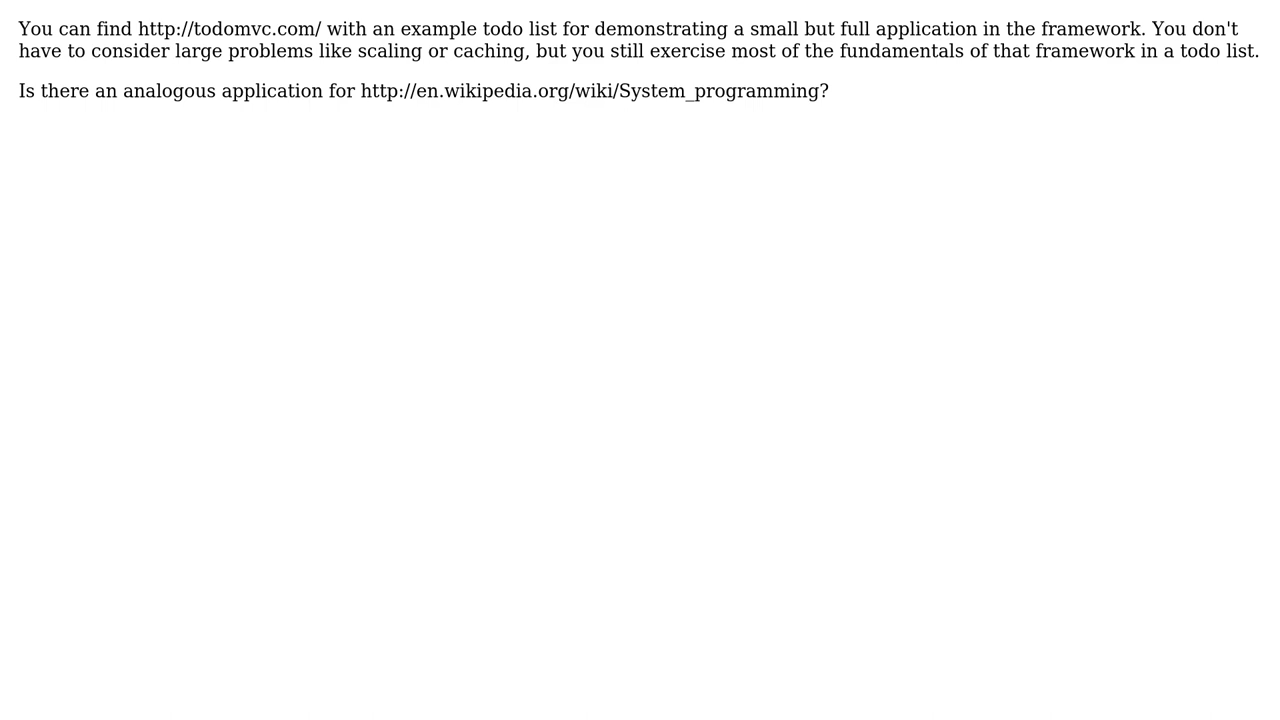 You can find http://todomvc.com/ with an example todo list for demonstrating a small but full application in the framework. You don't
have to consider large problems like scaling or caching, but you still exercise most of the fundamentals of that framework in a todo list.
Is there an analogous application for http://en.wikipedia.org/wiki/System_programming?